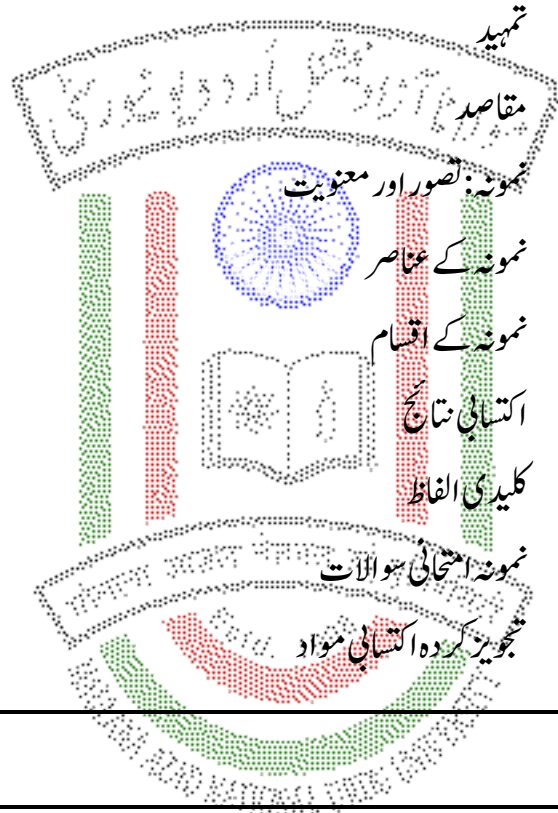 تمہید
مقاصد
نمونہ: تصور اور معنویت
نمونہ کے عناصر
نمونہ کے اقسام
اکتسابی نتائج
کلیدی الفاظ
نمونہ امتحانی سوالات
تجویز کردہ اکتسابی مواد